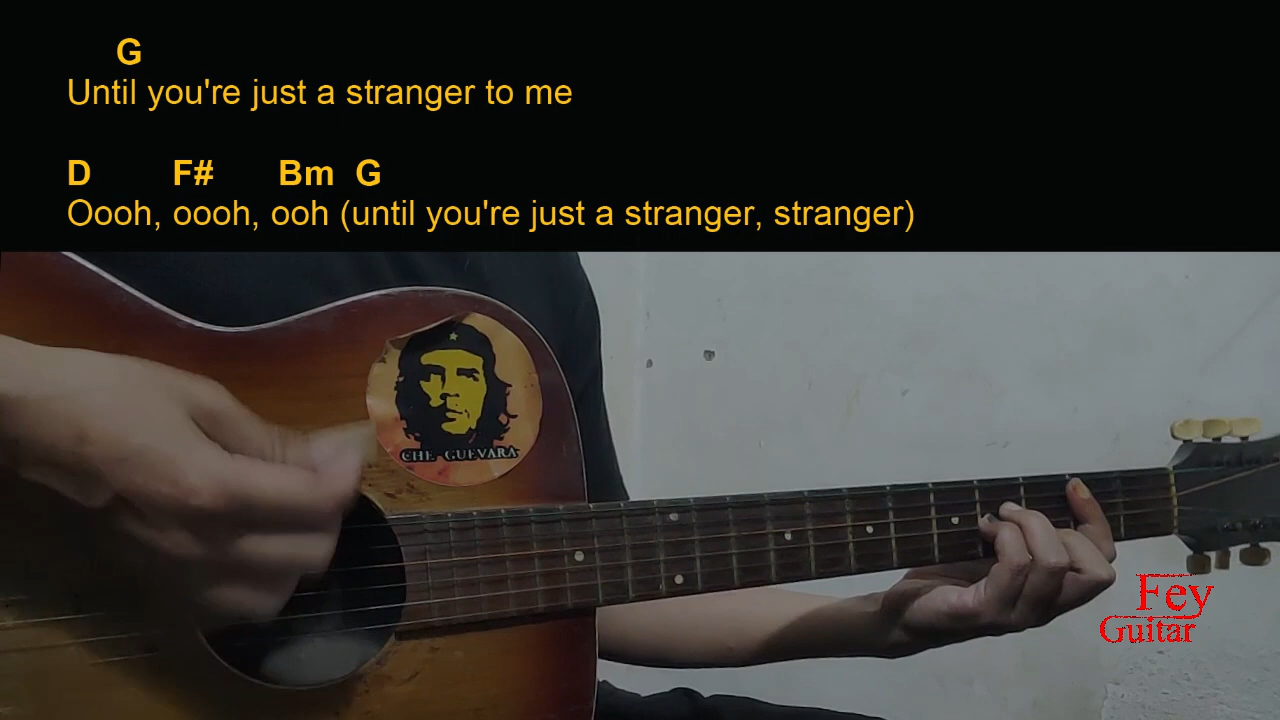 G
Until you're just a stranger to me
D F# Bm G
Oooh, oooh, ooh (until you're just a stranger, stranger)
CHE GUEVARA
Fey
Guitar